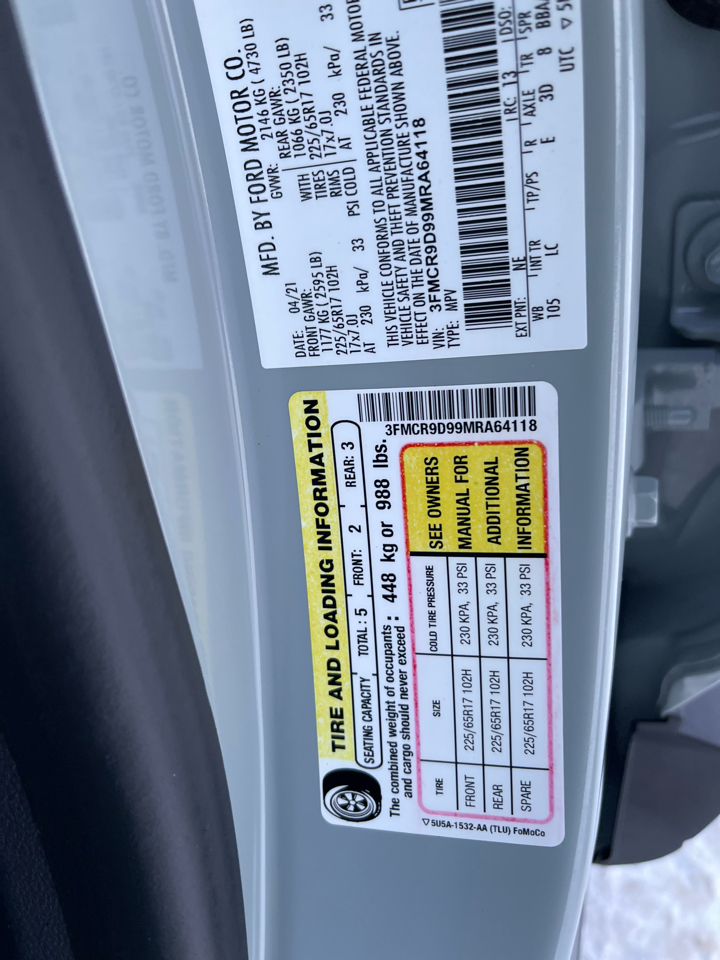 MFD. BY FORD MOTOR CO.
DATE: 04/21
GVWR: 2146 KG ( 4730 LB)
FRONT GAWR: REAR GAWR:
1177 KG ( 2595 LB) 1066 KG ( 2350 LB)
225/65R17 102H WITH TIRES 225/65R17 102H
17x7.0J RIMS 17x7.0J
AT 230 kPa/ 33 PSI COLD AT 230 kPa/ 33
THIS VEHICLE CONFORMS TO ALL APPLICABLE FEDERAL MOTOR
VEHICLE SAFETY AND THEFT PREVENTION STANDARDS IN
EFFECT ON THE DATE OF MANUFACTURE SHOWN ABOVE.
VIN: 3FMCR9D99MRA64118
TYPE: MPV
EXT PNT: NE RC: 13 DSO:
WB INT TR TP/PS R AXLE TR SPR
105 LC E 3D 8 BBA
UTC
TIRE AND LOADING INFORMATION
SEATING CAPACITY TOTAL : 5 FRONT: 2 REAR: 3
The combined weight of occupants
and cargo should never exceed : 448 kg or 988 lbs.
3FMCR9D99MRA64118
TIRE SIZE COLD TIRE PRESSURE
FRONT 225/65R17 102H 230 KPA, 33 PSI
REAR 225/65R17 102H 230 KPA, 33 PSI
SPARE 225/65R17 102H 230 KPA, 33 PSI
SEE OWNERS
MANUAL FOR
ADDITIONAL
INFORMATION
▽ 5U5A-1532-AA (TLU) FoMoCo